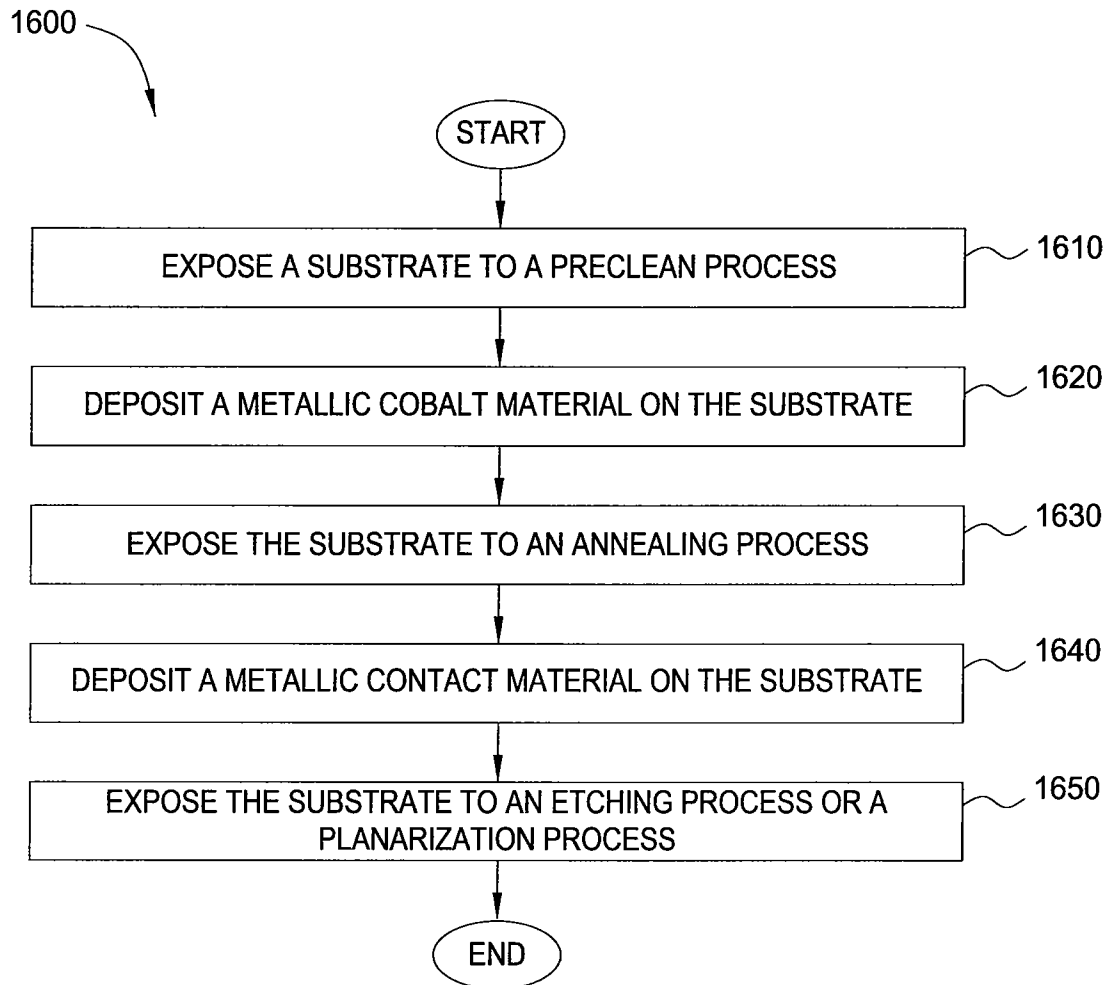 1600
START
EXPOSE A SUBSTRATE TO A PRECLEAN PROCESS
1610
DEPOSIT A METALLIC COBALT MATERIAL ON THE SUBSTRATE
1620
EXPOSE THE SUBSTRATE TO AN ANNEALING PROCESS
1630
DEPOSIT A METALLIC CONTACT MATERIAL ON THE SUBSTRATE
1640
EXPOSE THE SUBSTRATE TO AN ETCHING PROCESS OR A
PLANARIZATION PROCESS
1650
END